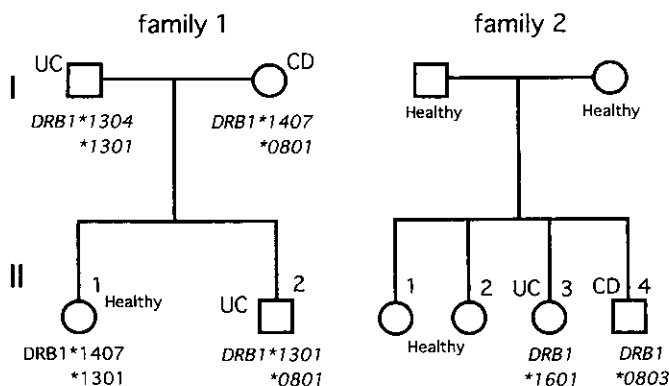 family 1
family 2
I
UC
CD
Healthy
Healthy
DRB1*1304
*1301
DRB1*1407
*0801
II
1
Healthy
UC
2
1
2
UC
3
CD
4
Healthy
DRB1*1407
*1301
DRB1*1301
*0801
DRB1
*1601
DRB1
*0803